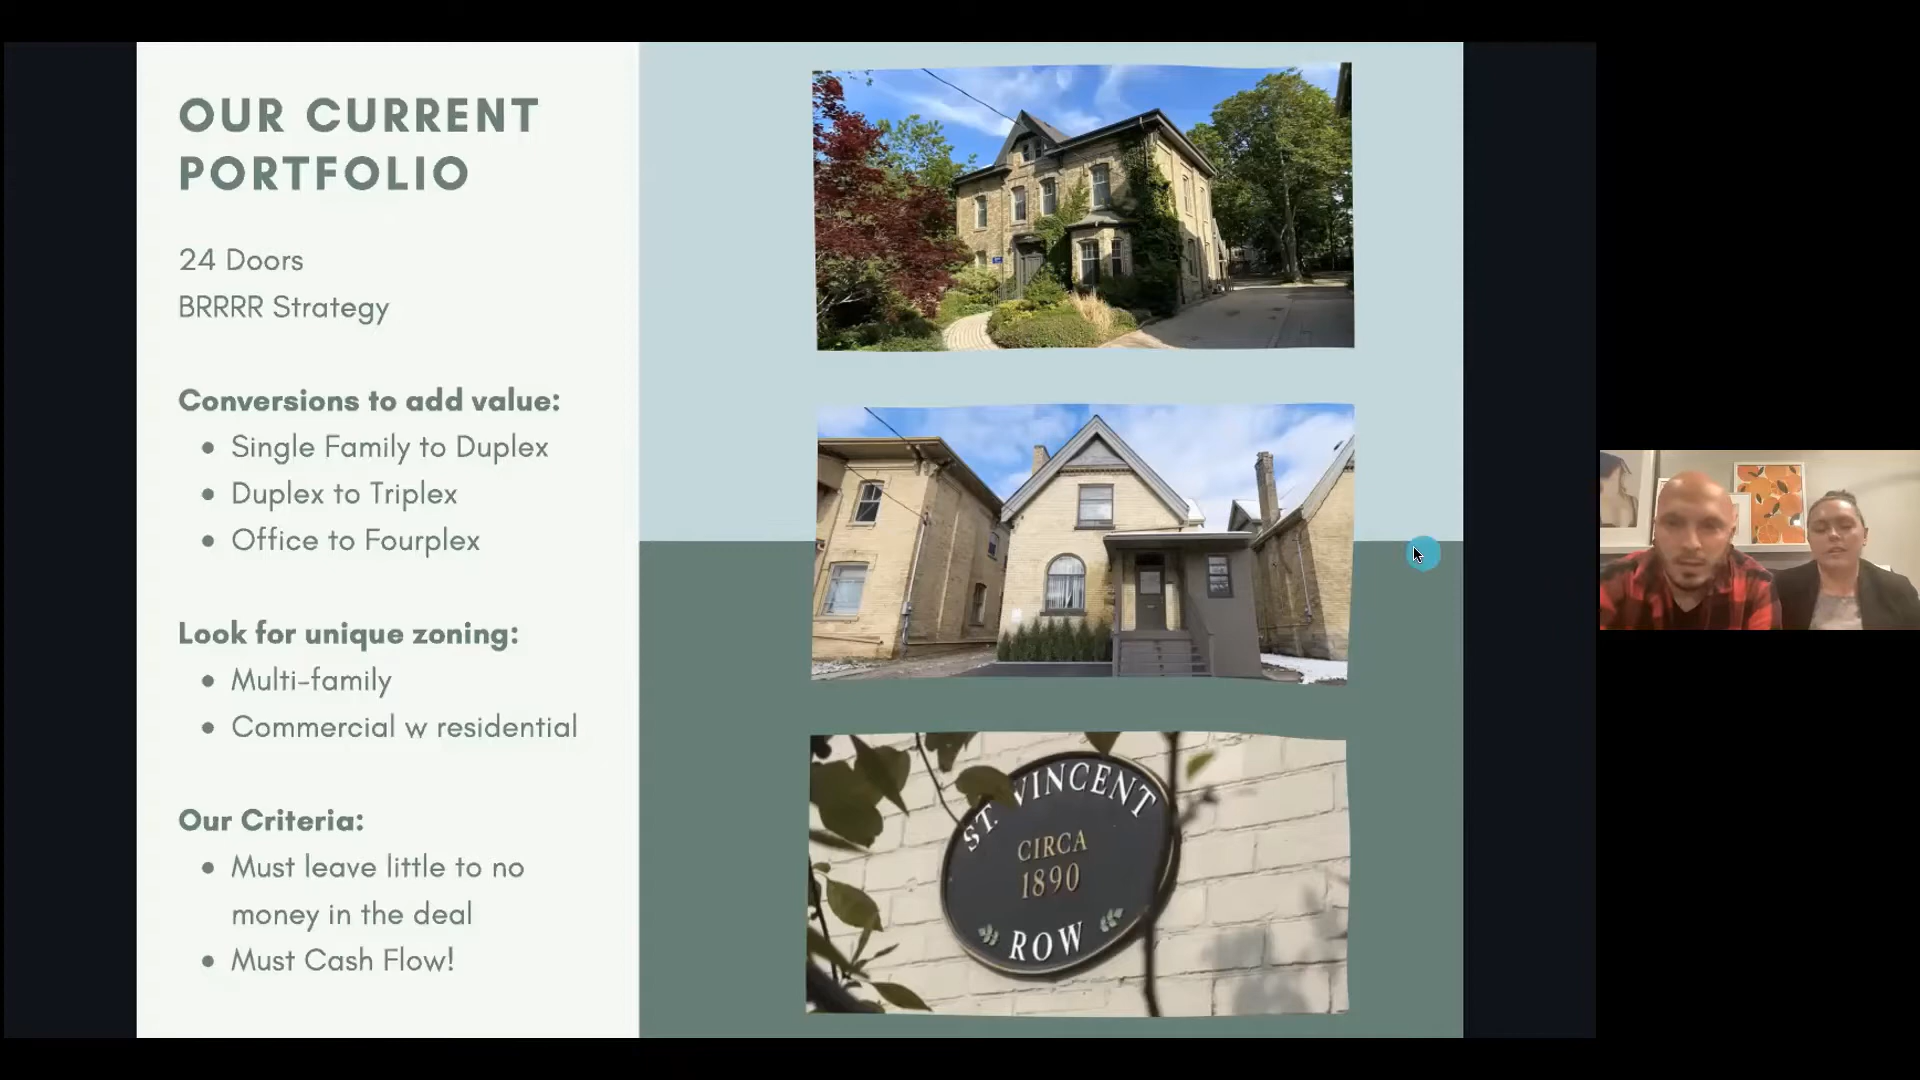 OUR CURRENT
PORTFOLIO
24 Doors
BRRRR Strategy
Conversions to add value:
• Single Family to Duplex
• Duplex to Triplex
• Office to Fourplex
Look for unique zoning:
• Multi-family
• Commercial w residential
Our Criteria:
• Must leave little to no
money in the deal
• Must Cash Flow!
ST. VINCENT
CIRCA
1890
ROW